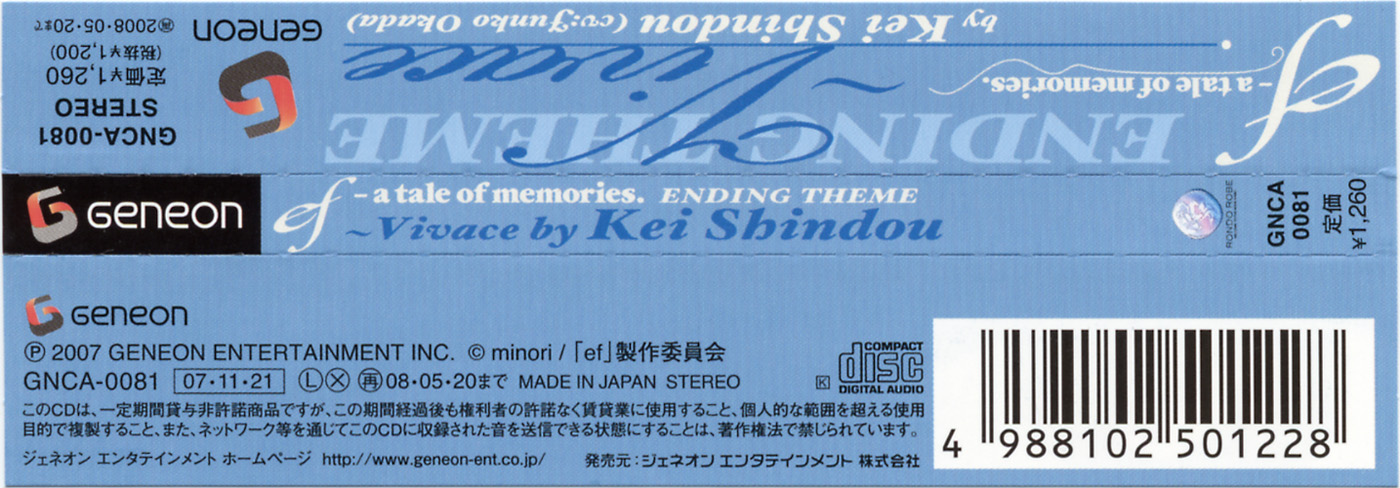 ef
– a tale of memories.
ENDING THEME
~Vivace
by Kei Shindou (cv:Junko Okada)
GENEON
GNCA-0081
STEREO
定価¥1,260
(税抜¥1,200)
㊢2008·05·20まで
GENEON
ef – a tale of memories. ENDING THEME
~Vivace by Kei Shindou
RONDO ROBE
GNCA
0081
定価
¥1,260
GENEON
Ⓟ 2007 GENEON ENTERTAINMENT INC. © minori /「ef」製作委員会
GNCA-0081 07·11·21 Ⓛ Ⓧ ㊢08·05·20まで MADE IN JAPAN STEREO
K
COMPACT
disc
DIGITAL AUDIO
このCDは、一定期間貸与非許諾商品ですが、この期間経過後も権利者の許諾なく賃貸業に使用すること、個人的な範囲を超える使用
目的で複製すること、また、ネットワーク等を通じてこのCDに収録された音を送信できる状態にすることは、著作権法で禁じられています。
ジェネオン エンタテインメント ホームページ http://www.geneon-ent.co.jp/ 発売元:ジェネオン エンタテインメント 株式会社
4 988102 501228